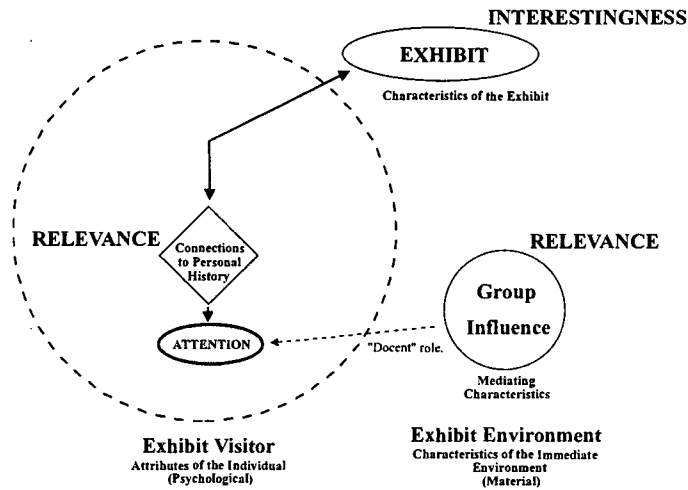 INTERESTINGNESS
EXHIBIT
Characteristics of the Exhibit
RELEVANCE
Connections
to Personal
History
ATTENTION
RELEVANCE
Group
Influence
"Docent" role.
Mediating
Characteristics
Exhibit Visitor
Attributes of the Individual
(Psychological)
Exhibit Environment
Characteristics of the Immediate
Environment
(Material)